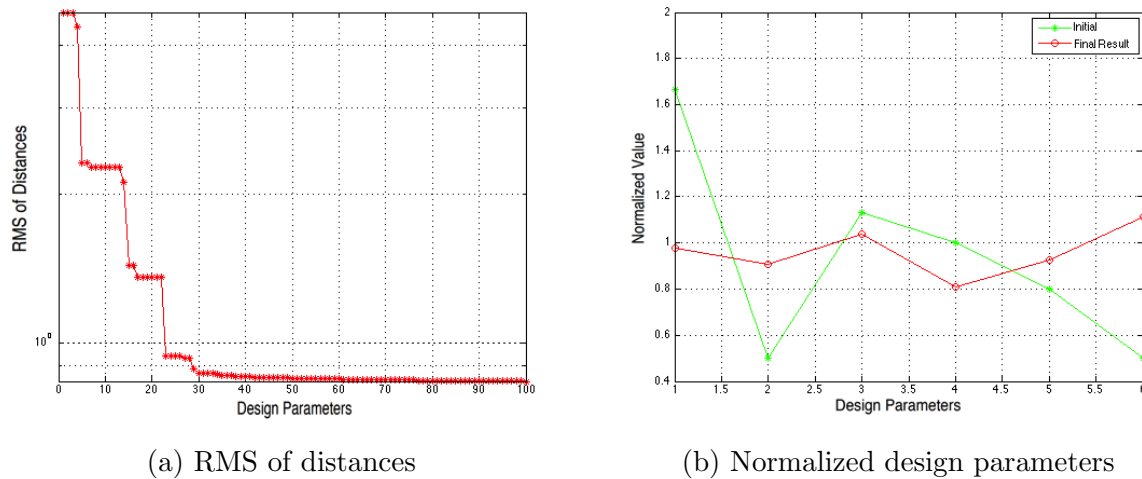 RMS of Distances
10⁰
0 10 20 30 40 50 60 70 80 90 100
Design Parameters
(a) RMS of distances
Initial
Final Result
Normalized Value
2
1.8
1.6
1.4
1.2
1
0.8
0.6
0.4
1 1.5 2 2.5 3 3.5 4 4.5 5 5.5 6
Design Parameters
(b) Normalized design parameters